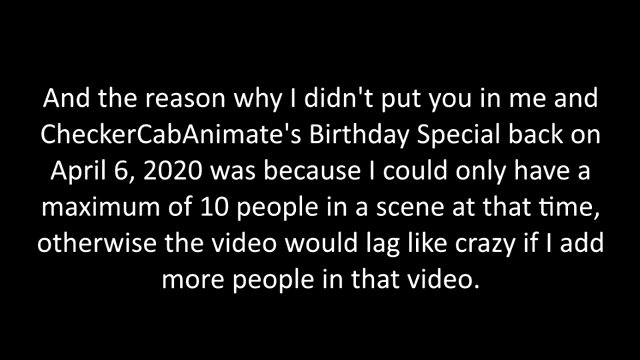 And the reason why I didn't put you in me and
CheckerCabAnimate's Birthday Special back on
April 6, 2020 was because I could only have a
maximum of 10 people in a scene at that time,
otherwise the video would lag like crazy if I add
more people in that video.